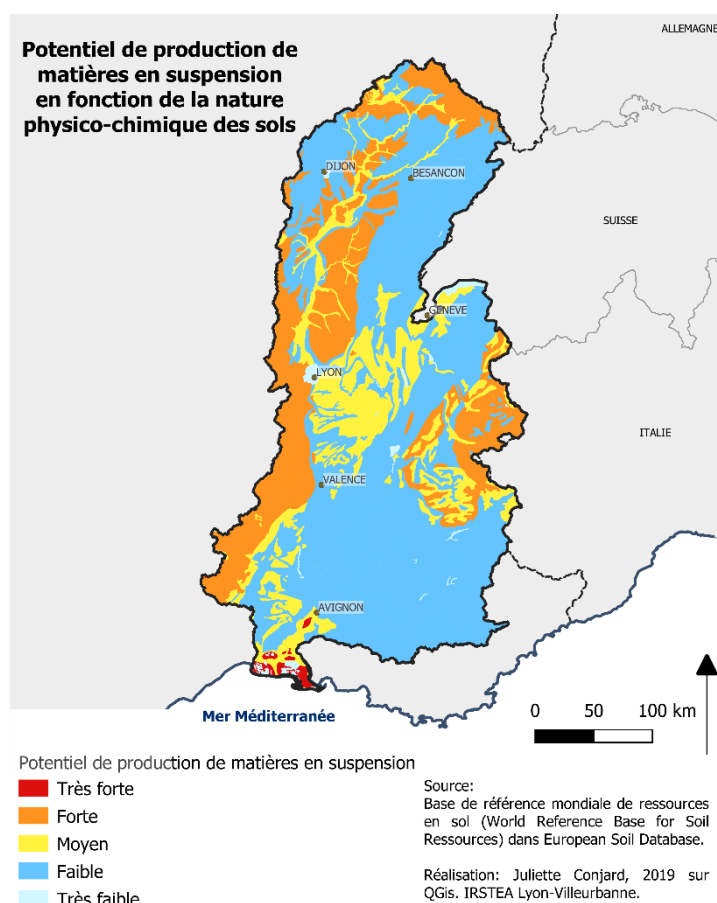 Potentiel de production de
matières en suspension
en fonction de la nature
physico-chimique des sols
ALLEMAGNE
DIJON
BESANCON
SUISSE
GENEVE
LYON
ITALIE
VALENCE
AVIGNON
Mer Méditerranée
0 50 100 km
Potentiel de production de matières en suspension
Très forte
Forte
Moyen
Faible
Très faible
Source:
Base de référence mondiale de ressources
en sol (World Reference Base for Soil
Ressources) dans European Soil Database.
Réalisation: Juliette Conjard, 2019 sur
QGis. IRSTEA Lyon-Villeurbanne.